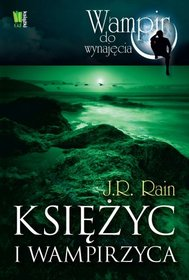 Wampir
do
wynajęcia
J.R. Rain
KSIĘŻYC
I WAMPIRZYCA